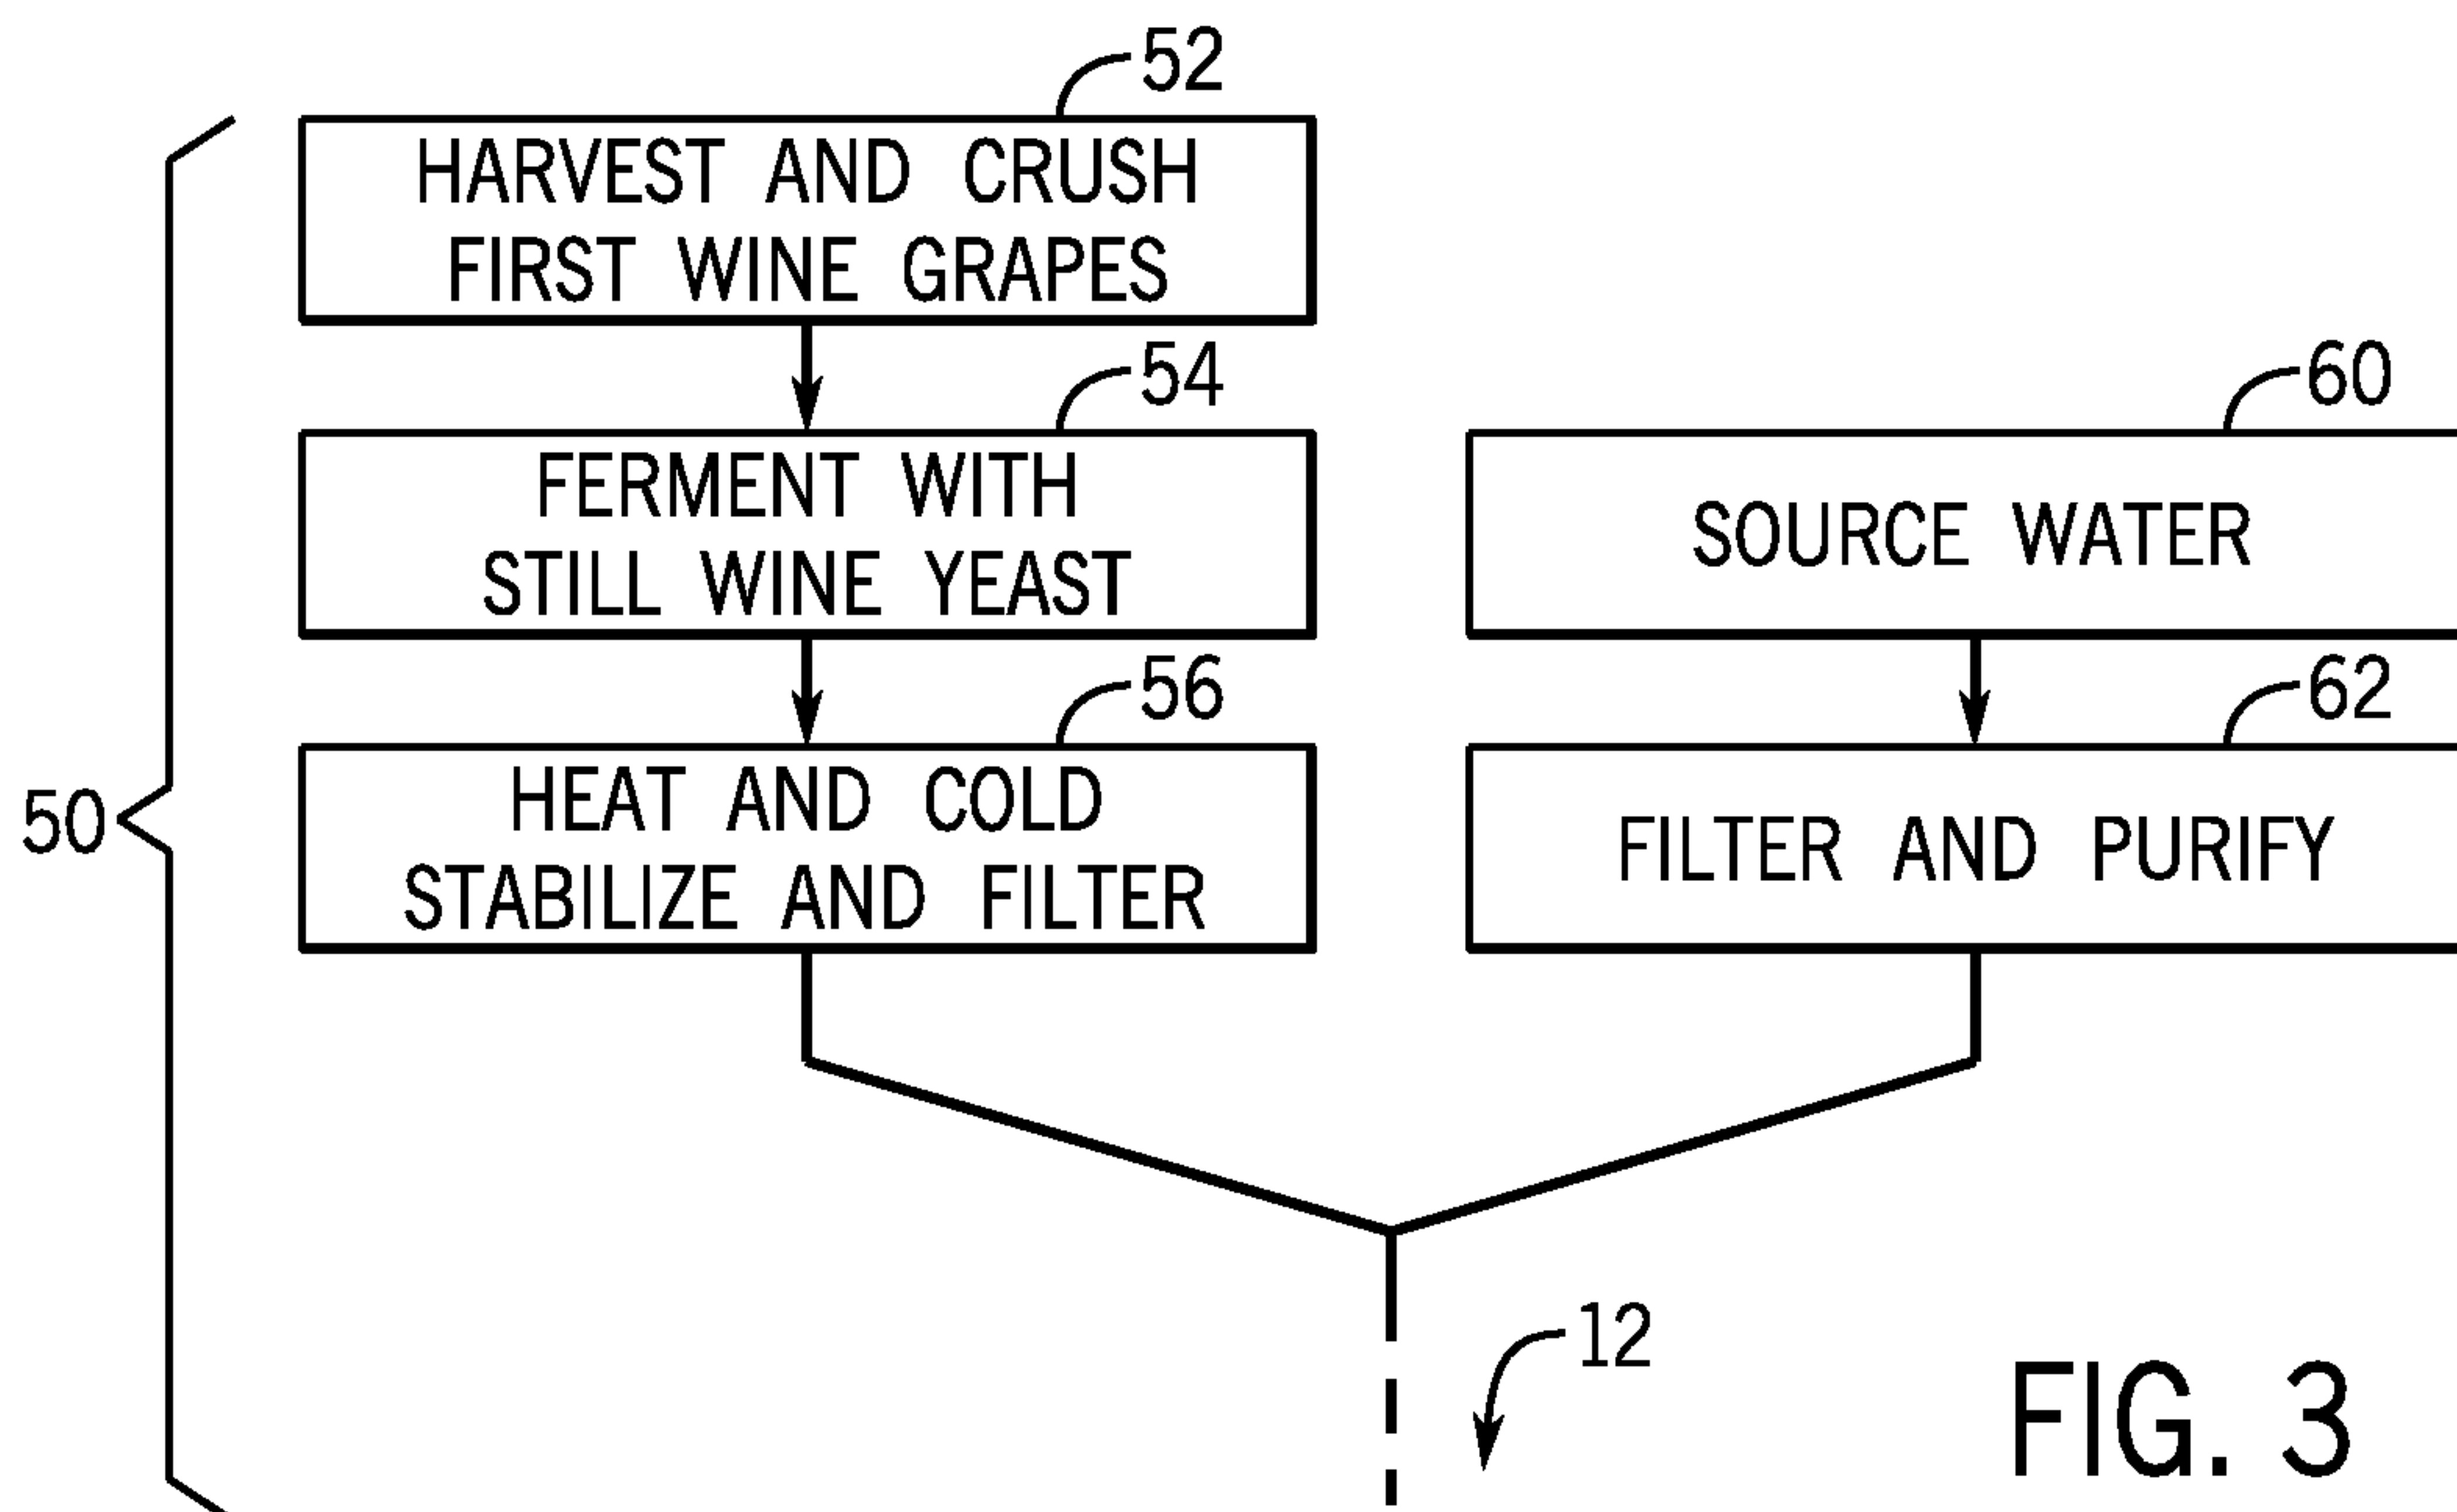 52
HARVEST AND CRUSH
FIRST WINE GRAPES
54
FERMENT WITH
STILL WINE YEAST
60
SOURCE WATER
56
HEAT AND COLD
STABILIZE AND FILTER
62
FILTER AND PURIFY
50
12
FIG. 3